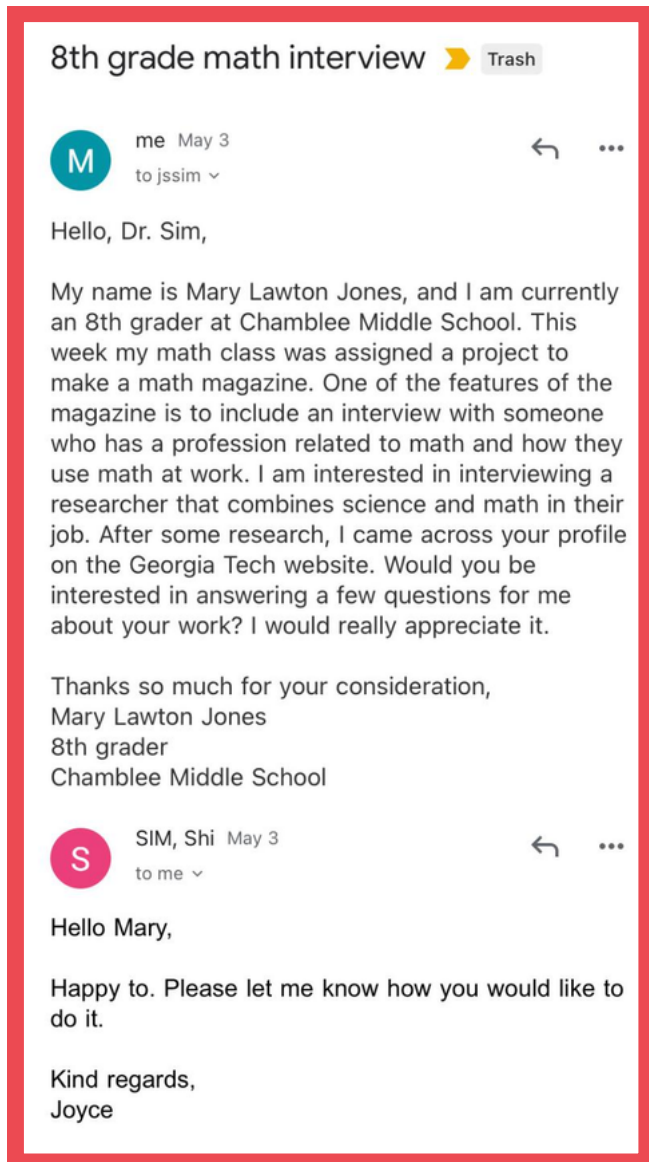 8th grade math interview Trash
M
me May 3
to jssim
Hello, Dr. Sim,
My name is Mary Lawton Jones, and I am currently
an 8th grader at Chamblee Middle School. This
week my math class was assigned a project to
make a math magazine. One of the features of the
magazine is to include an interview with someone
who has a profession related to math and how they
use math at work. I am interested in interviewing a
researcher that combines science and math in their
job. After some research, I came across your profile
on the Georgia Tech website. Would you be
interested in answering a few questions for me
about your work? I would really appreciate it.
Thanks so much for your consideration,
Mary Lawton Jones
8th grader
Chamblee Middle School
S
SIM, Shi May 3
to me
Hello Mary,
Happy to. Please let me know how you would like to
do it.
Kind regards,
Joyce